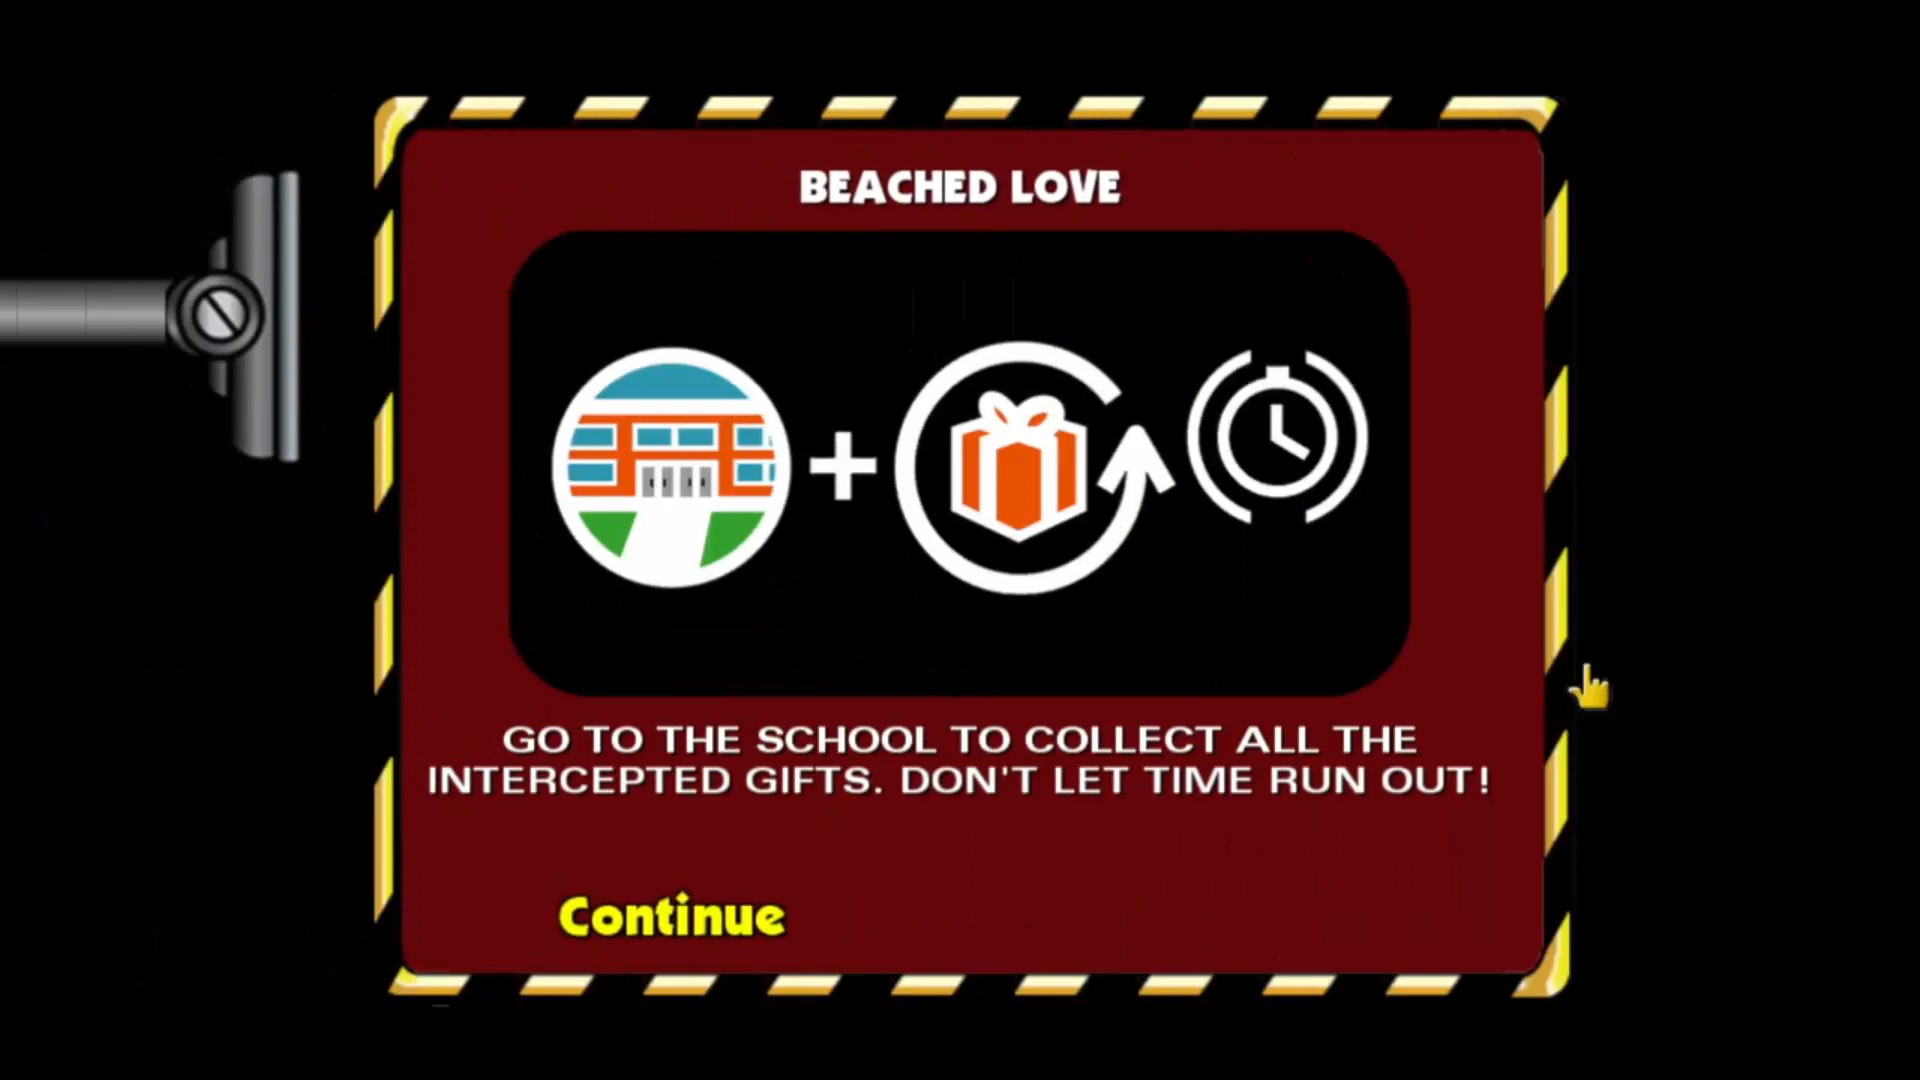 BEACHED LOVE
GO TO THE SCHOOL TO COLLECT ALL THE
INTERCEPTED GIFTS. DON'T LET TIME RUN OUT!
Continue